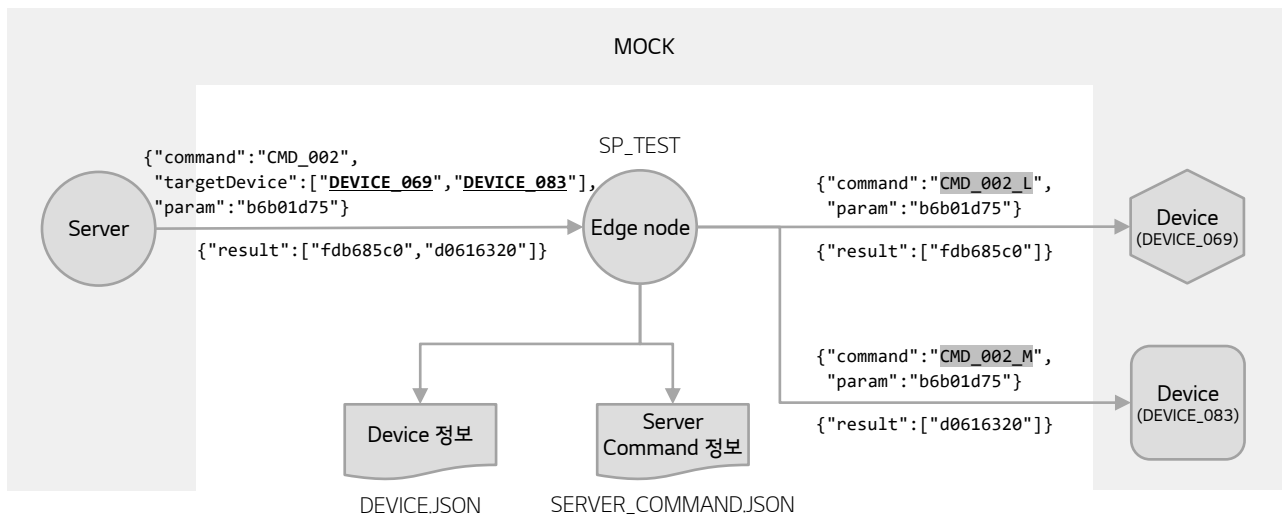 MOCK
SP_TEST
{"command":"CMD_002",
"targetDevice":["DEVICE_069","DEVICE_083"],
"param":"b6b01d75"}
{"result":["fdb685c0","d0616320"]}
Server
Edge node
{"command":"CMD_002_L",
"param":"b6b01d75"}
{"result":["fdb685c0"]}
Device
(DEVICE_069)
{"command":"CMD_002_M",
"param":"b6b01d75"}
{"result":["d0616320"]}
Device
(DEVICE_083)
Device 정보
DEVICE.JSON
Server
Command 정보
SERVER_COMMAND.JSON